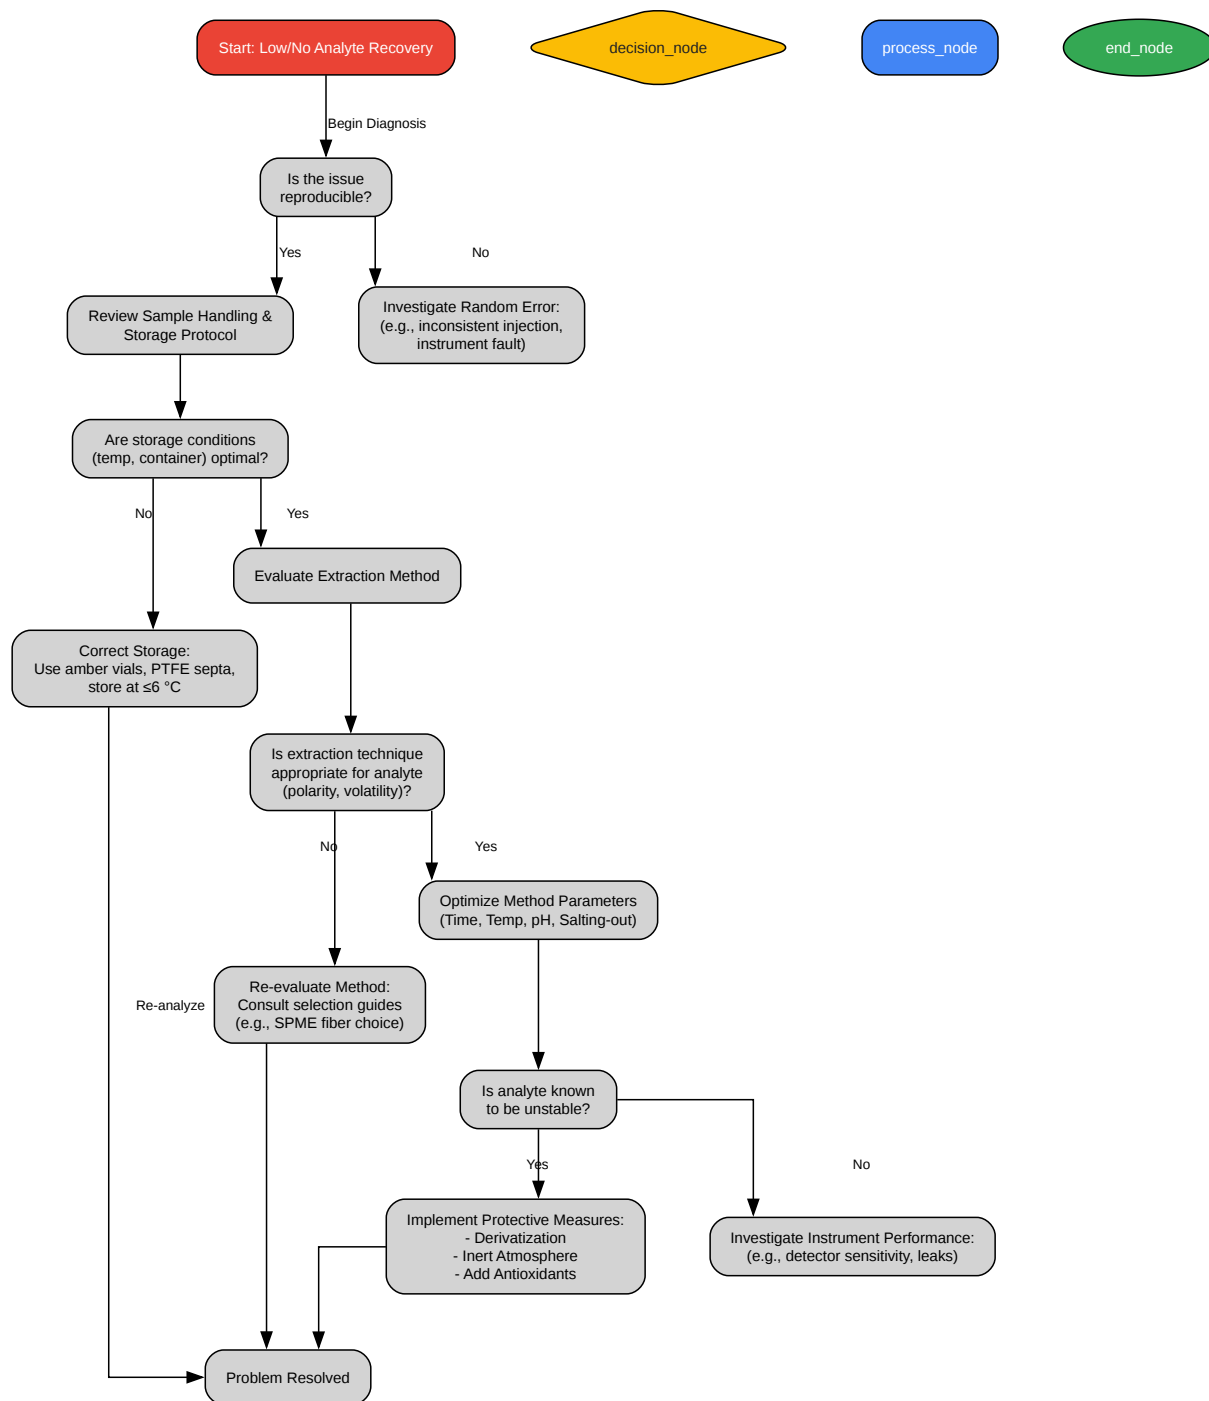 Start: Low/No Analyte Recovery
decision_node
process_node
end_node
Begin Diagnosis
Is the issue
reproducible?
Yes
No
Review Sample Handling &
Storage Protocol
Investigate Random Error:
(e.g., inconsistent injection,
instrument fault)
Are storage conditions
(temp, container) optimal?
No
Yes
Evaluate Extraction Method
Correct Storage:
Use amber vials, PTFE septa,
store at ≤6 °C
Is extraction technique
appropriate for analyte
(polarity, volatility)?
No
Yes
Optimize Method Parameters
(Time, Temp, pH, Salting-out)
Re-analyze
Re-evaluate Method:
Consult selection guides
(e.g., SPME fiber choice)
Is analyte known
to be unstable?
Yes
No
Implement Protective Measures:
- Derivatization
- Inert Atmosphere
- Add Antioxidants
Investigate Instrument Performance:
(e.g., detector sensitivity, leaks)
Problem Resolved